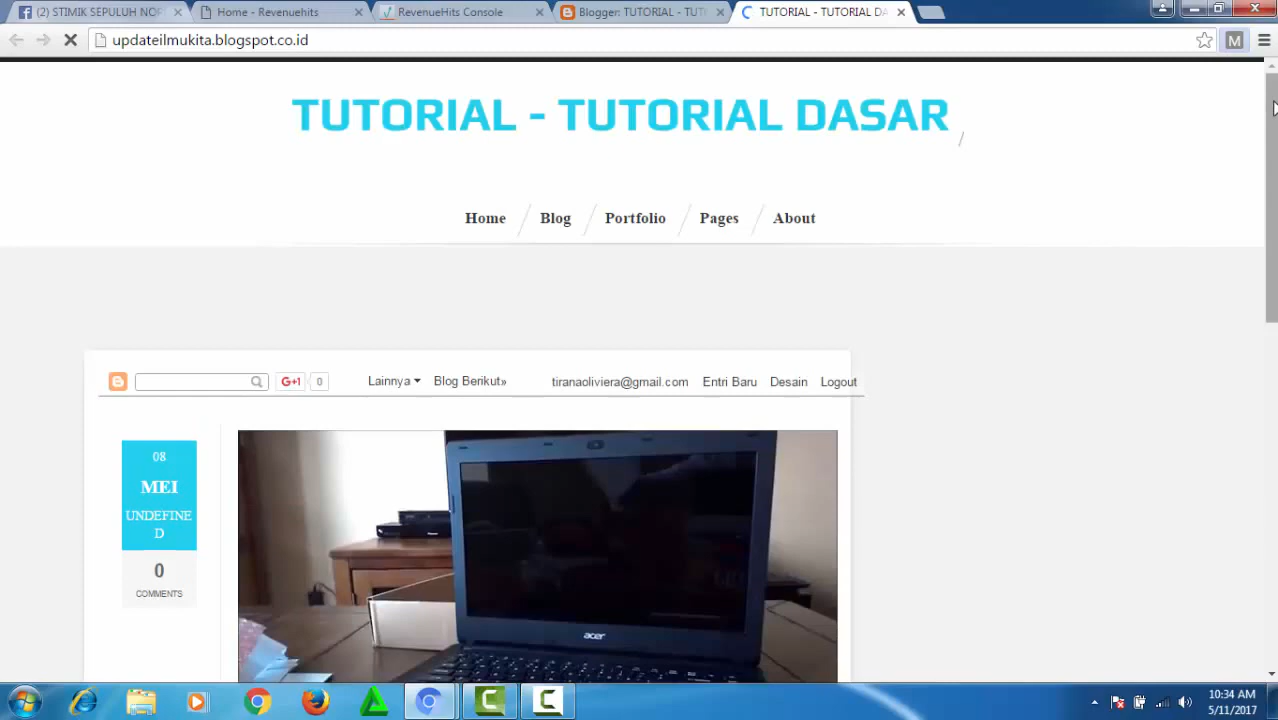 (2) STIMIK SEPULUH NOP
Home - Revenuehits
RevenueHits Console
Blogger: TUTORIAL - TUT
TUTORIAL - TUTORIAL DA
updateilmukita.blogspot.co.id
M
TUTORIAL - TUTORIAL DASAR
/
Home
Blog
Portfolio
Pages
About
G+1
0
Lainnya
Blog Berikut»
tiranaoliviera@gmail.com
Entri Baru
Desain
Logout
08
MEI
UNDEFINE
D
0
COMMENTS
acer
10:34 AM
5/11/2017